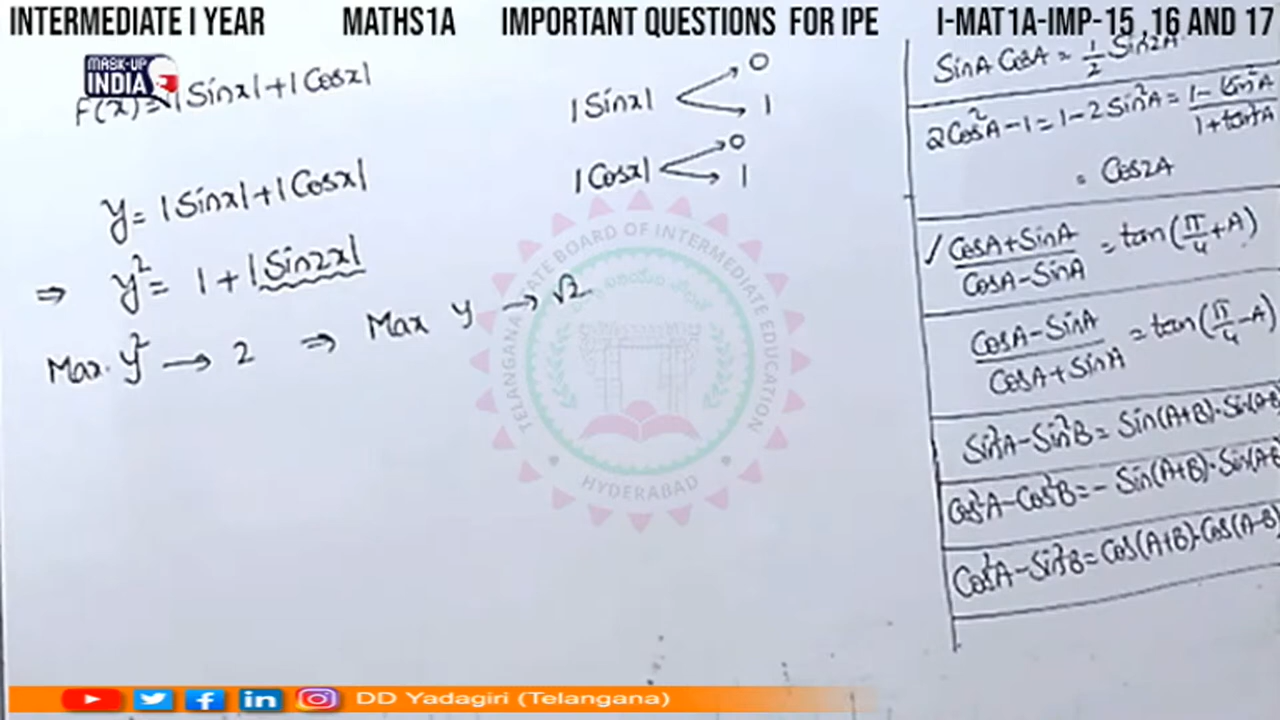 INTERMEDIATE I YEAR MATHS1A IMPORTANT QUESTIONS FOR IPE I-MAT1A-IMP-15 ,16 AND 17
MASK-UP
INDIA
F(x)=|Sinx|+|Cosx|
|Sinx| 0
1
|Cosx| 0
1
y=|Sinx|+|Cosx|
⇒ y²= 1+|Sin2x|
Max. y² → 2 ⇒ Max y → √2
SinA CosA = 1/2 Sin2A
2Cos²A-1=1-2Sin²A= 1-tan²A/1+tan²A
= Cos2A
✓ CosA+SinA/CosA-SinA = tan(π/4+A)
CosA-SinA/CosA+SinA = tan(π/4-A)
Sin²A-Sin²B= Sin(A+B)·Sin(A-B
Cos²A-Cos²B=- Sin(A+B)·Sin(A-B
Cos²A-Sin²B=Cos(A+B)·Cos(A-B)
TELANGANA STATE BOARD OF INTERMEDIATE EDUCATION
HYDERABAD
in DD Yadagiri (Telangana)